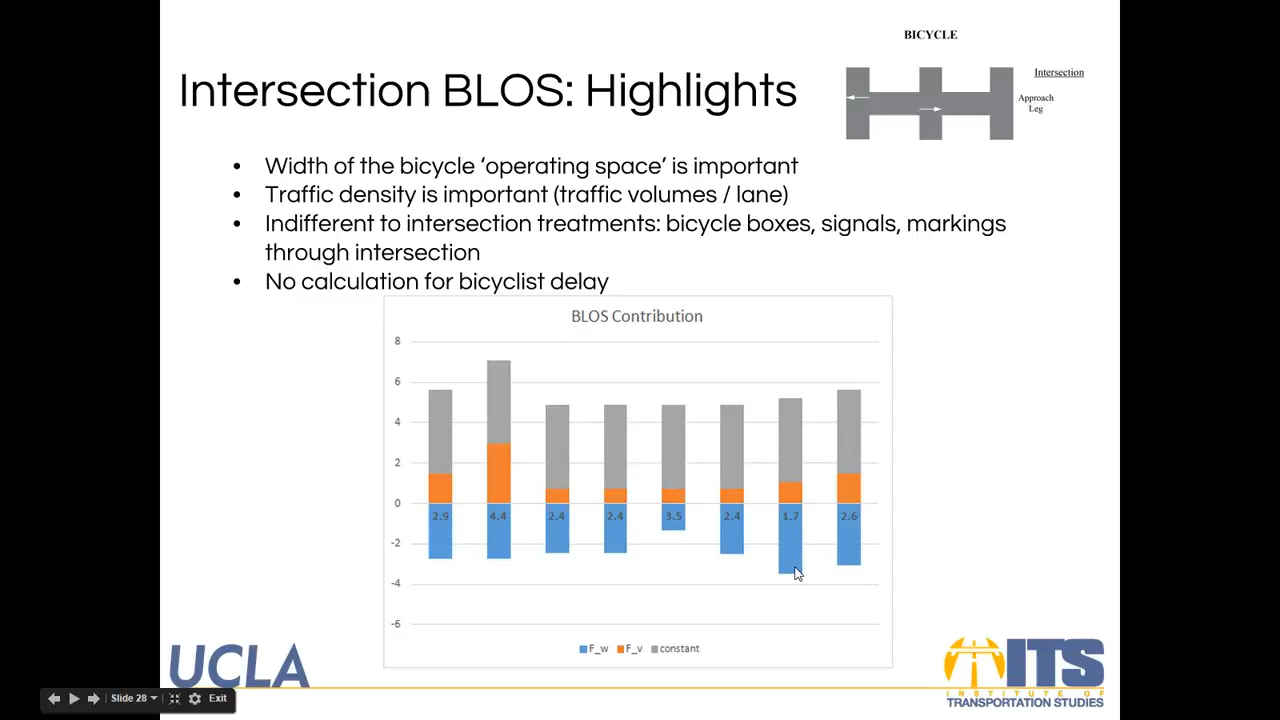 BICYCLE
Intersection
Approach
Leg
Intersection BLOS: Highlights
• Width of the bicycle ‘operating space’ is important
• Traffic density is important (traffic volumes / lane)
• Indifferent to intersection treatments: bicycle boxes, signals, markings
through intersection
• No calculation for bicyclist delay
BLOS Contribution
8
6
4
2
0
-2
-4
-6
2.9 4.4 2.4 2.4 3.5 2.4 1.7 2.6
F_w F_v constant
UCLA
ITS
INSTITUTE OF
TRANSPORTATION STUDIES
Slide 28 Exit